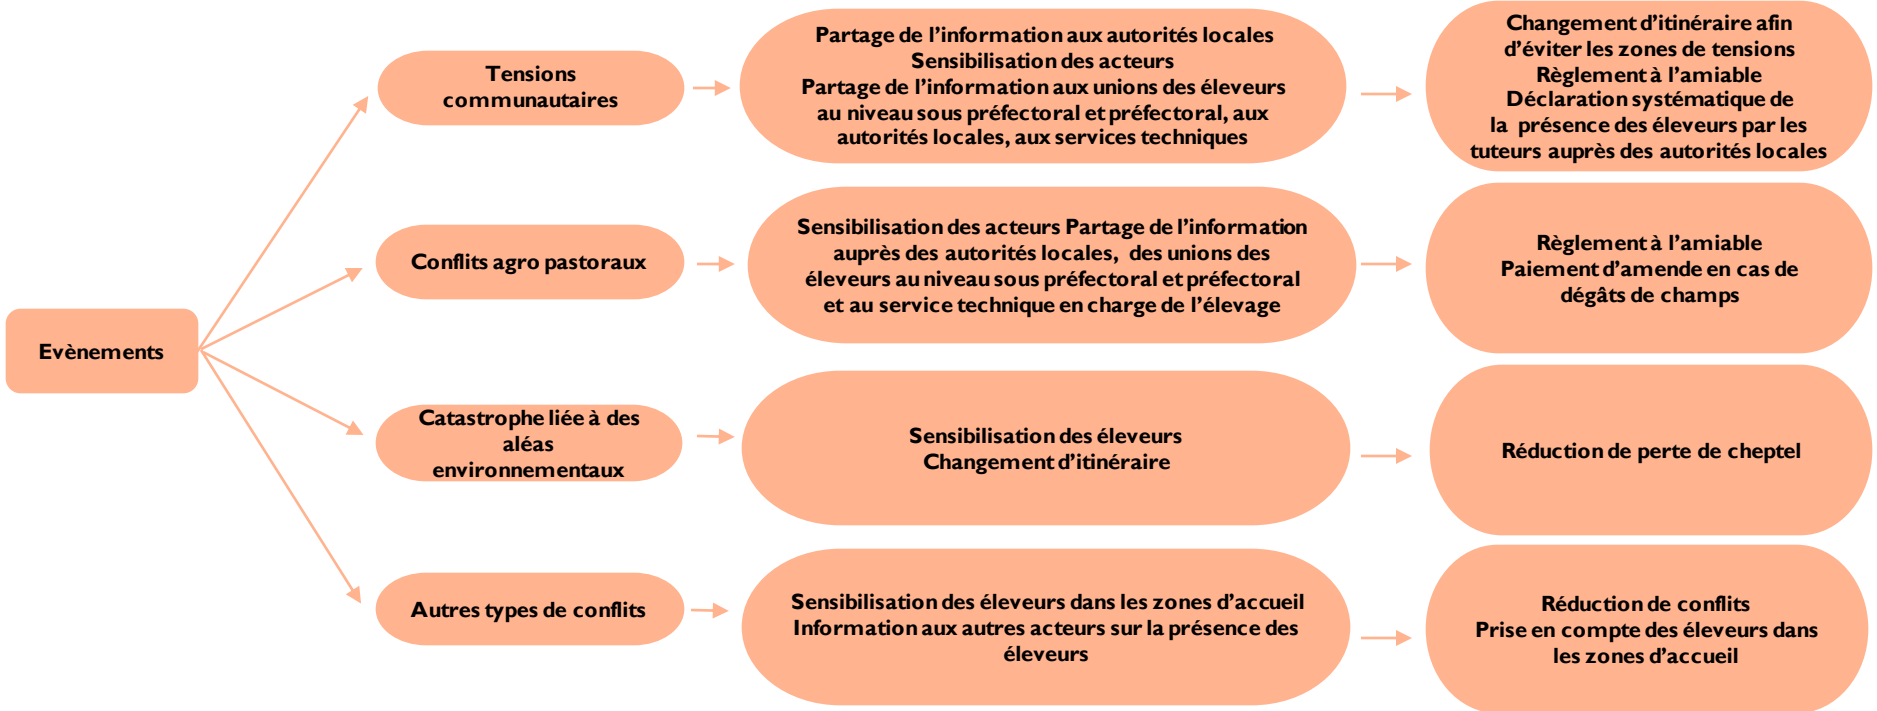 Evènements
Tensions
communautaires
Partage de l'information aux autorités locales
Sensibilisation des acteurs
Partage de l'information aux unions des éleveurs
au niveau sous préfectoral et préfectoral, aux
autorités locales, aux services techniques
Changement d'itinéraire afin
d'éviter les zones de tensions
Règlement à l'amiable
Déclaration systématique de
la présence des éleveurs par les
tuteurs auprès des autorités locales
Conflits agro pastoraux
Sensibilisation des acteurs Partage de l'information
auprès des autorités locales, des unions des
éleveurs au niveau sous préfectoral et préfectoral
et au service technique en charge de l'élevage
Règlement à l'amiable
Paiement d'amende en cas de
dégâts de champs
Catastrophe liée à des
aléas
environnementaux
Sensibilisation des éleveurs
Changement d'itinéraire
Réduction de perte de cheptel
Autres types de conflits
Sensibilisation des éleveurs dans les zones d'accueil
Information aux autres acteurs sur la présence des
éleveurs
Réduction de conflits
Prise en compte des éleveurs dans
les zones d'accueil